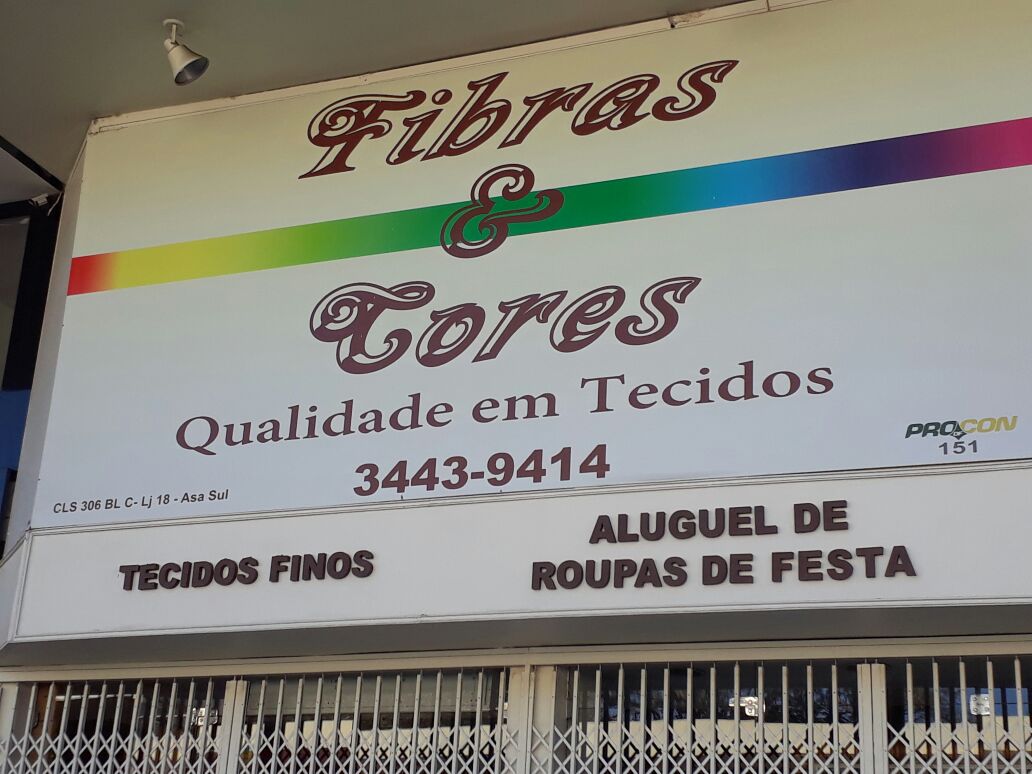 Fibras
&
Cores
Qualidade em Tecidos
3443-9414
PROCON
151
CLS 306 BL C- Lj 18 - Asa Sul
TECIDOS FINOS
ALUGUEL DE
ROUPAS DE FESTA